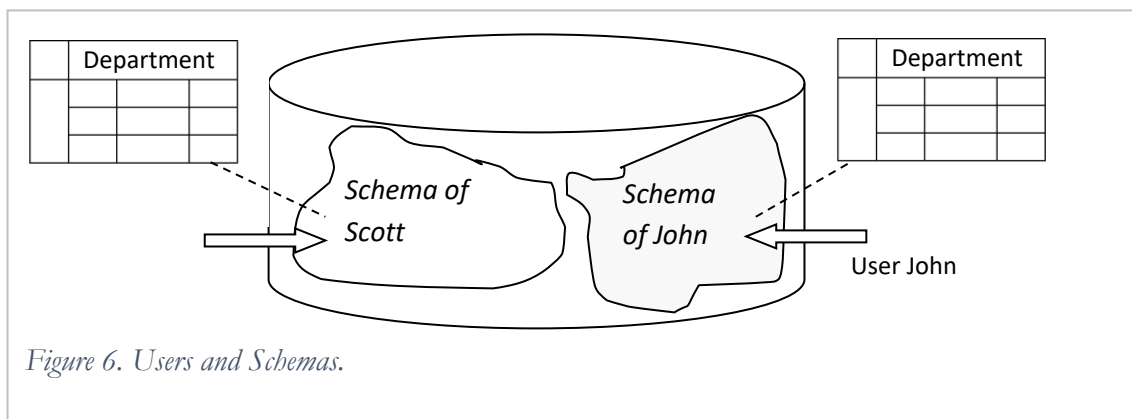 Department
Department
Schema of
Scott
Schema
of John
User John
Figure 6. Users and Schemas.